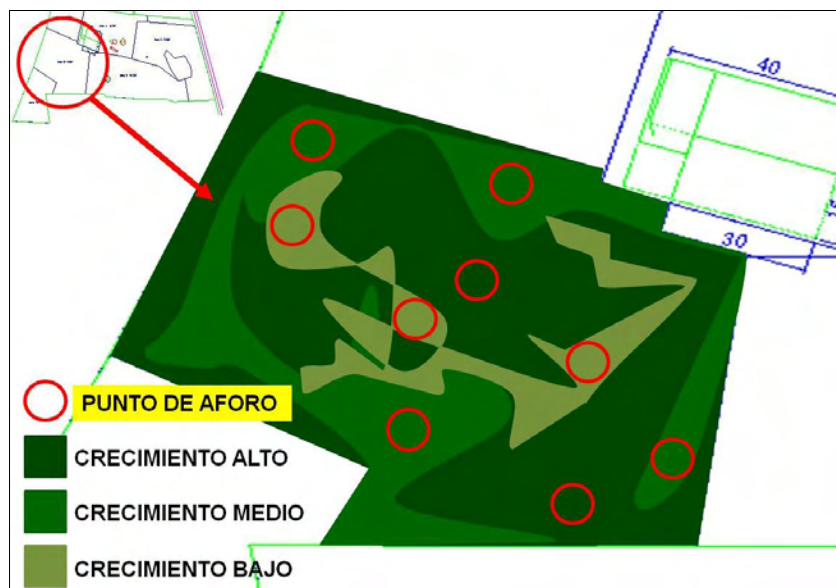 40
30
PUNTO DE AFORO
CRECIMIENTO ALTO
CRECIMIENTO MEDIO
CRECIMIENTO BAJO